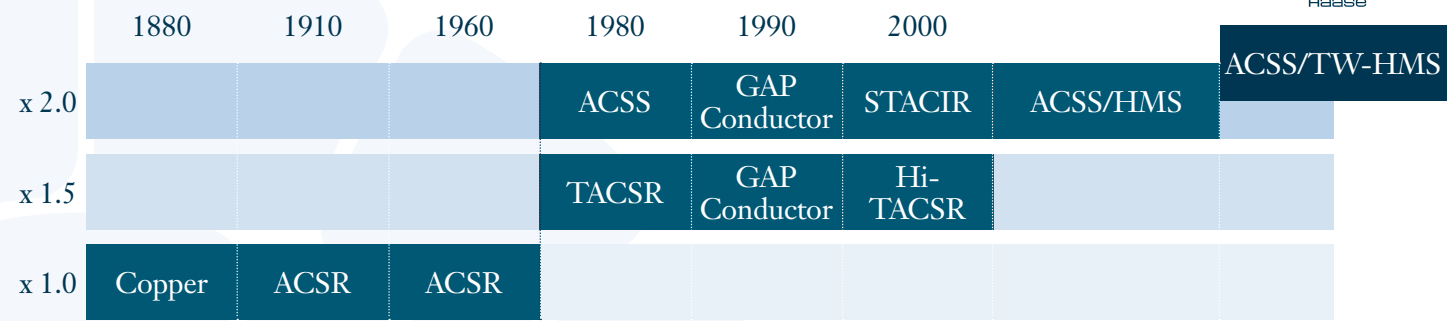 Haase
1880 1910 1960 1980 1990 2000
ACSS/TW-HMS
x 2.0 ACSS GAP Conductor STACIR ACSS/HMS
x 1.5 TACSR GAP Conductor Hi-TACSR
x 1.0 Copper ACSR ACSR